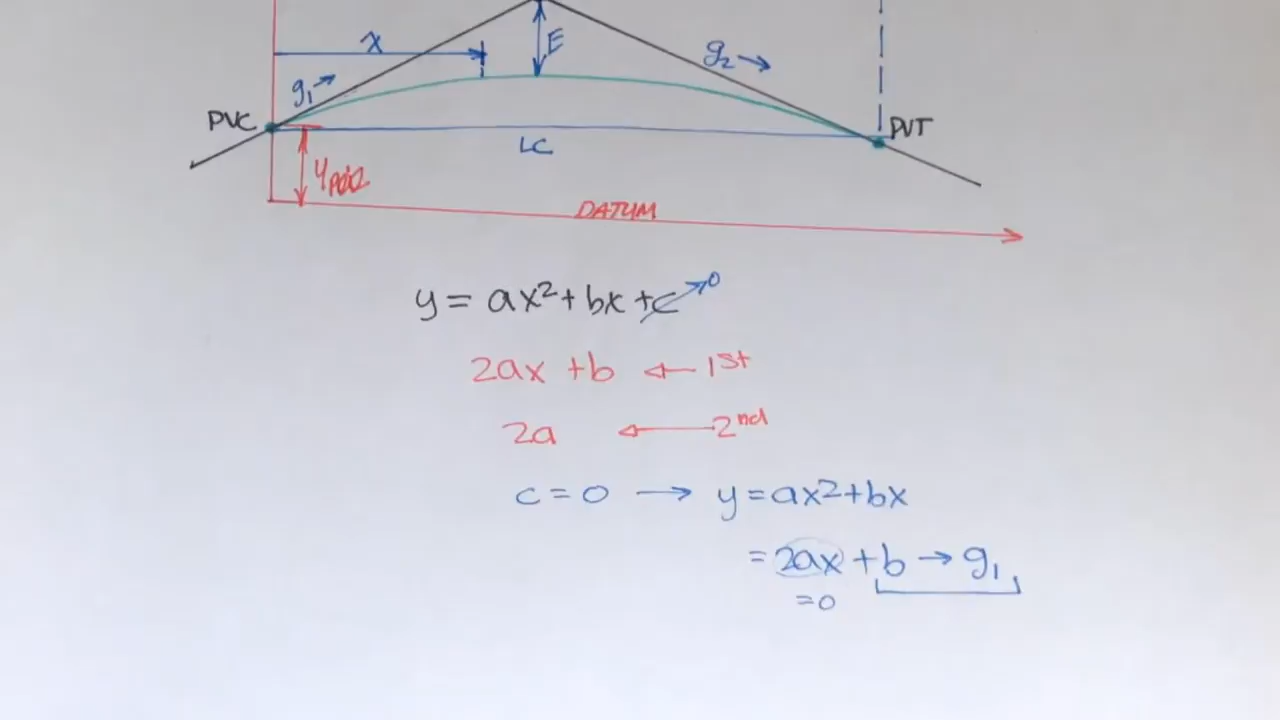 x
E
g₂ →
g₁ →
PVC
PVT
LC
DATUM
y = ax² + bx + c → 0
2ax + b ← 1st
2a ← 2nd
c = 0 → y = ax² + bx
= 2ax + b → g₁
= 0